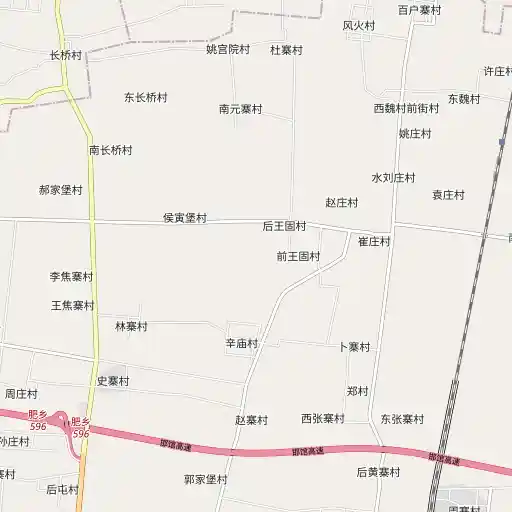 百户寨村
风火村
长桥村
姚宫院村
杜寨村
许庄村
东长桥村
东魏村
南元寨村
西魏村前街村
姚庄村
南长桥村
水刘庄村
郝家堡村
袁庄村
赵庄村
侯寅堡村
后王固村
崔庄村
前王固村
李焦寨村
王焦寨村
林寨村
辛庙村
卜寨村
史寨村
周庄村
郑村
肥乡
596
肥乡
596
赵寨村
西张寨村
东张寨村
孙庄村
邯馆高速
邯馆高速
邯馆高速
寨村
后黄寨村
郭家堡村
后屯村